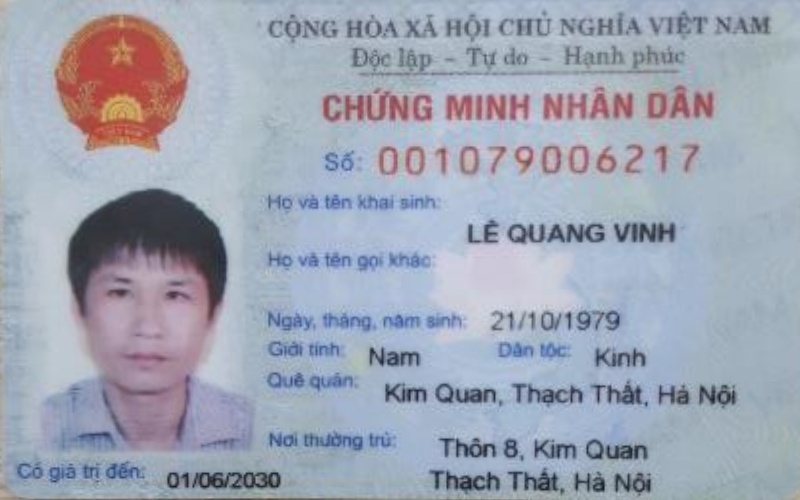 CỘNG HÒA XÃ HỘI CHỦ NGHĨA VIỆT NAM
Độc lập - Tự do - Hạnh phúc
CHỨNG MINH NHÂN DÂN
Số: 001079006217
Họ và tên khai sinh:
LÊ QUANG VINH
Họ và tên gọi khác:
Ngày, tháng, năm sinh: 21/10/1979
Giới tính: Nam Dân tộc: Kinh
Quê quán: Kim Quan, Thạch Thất, Hà Nội
Nơi thường trú: Thôn 8, Kim Quan
Thạch Thất, Hà Nội
Có giá trị đến: 01/06/2030